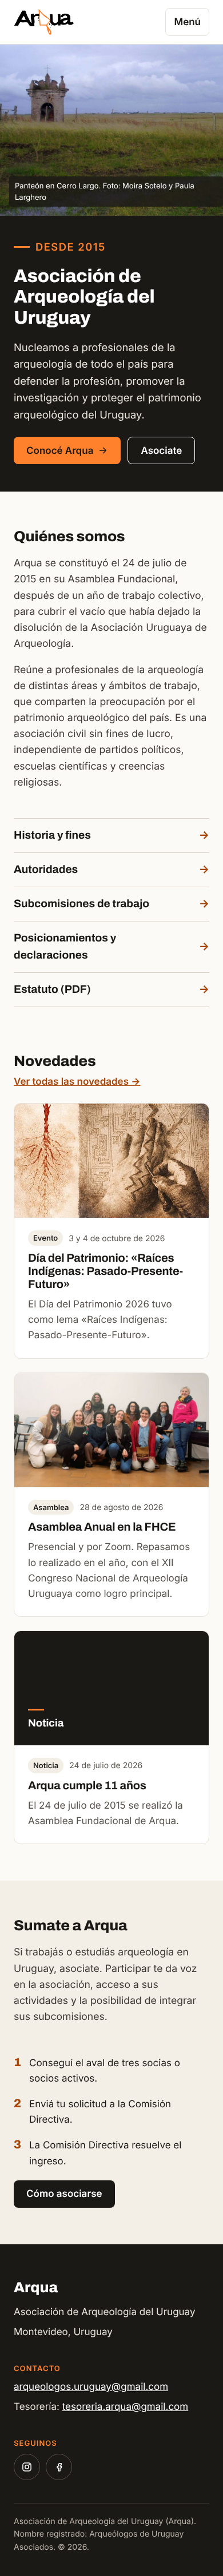 Arqua
Menú
Panteón en Cerro Largo. Foto: Moira Sotelo y Paula
Larghero
DESDE 2015
Asociación de
Arqueología del
Uruguay
Nucleamos a profesionales de la
arqueología de todo el país para
defender la profesión, promover la
investigación y proteger el patrimonio
arqueológico del Uruguay.
Conocé Arqua →
Asociate
Quiénes somos
Arqua se constituyó el 24 de julio de
2015 en su Asamblea Fundacional,
después de un año de trabajo colectivo,
para cubrir el vacío que había dejado la
disolución de la Asociación Uruguaya de
Arqueología.
Reúne a profesionales de la arqueología
de distintas áreas y ámbitos de trabajo,
que comparten la preocupación por el
patrimonio arqueológico del país. Es una
asociación civil sin fines de lucro,
independiente de partidos políticos,
escuelas científicas y creencias
religiosas.
Historia y fines →
Autoridades →
Subcomisiones de trabajo →
Posicionamientos y
declaraciones →
Estatuto (PDF) →
Novedades
Ver todas las novedades →
Evento 3 y 4 de octubre de 2026
Día del Patrimonio: «Raíces
Indígenas: Pasado-Presente-
Futuro»
El Día del Patrimonio 2026 tuvo
como lema «Raíces Indígenas:
Pasado-Presente-Futuro».
Asamblea 28 de agosto de 2026
Asamblea Anual en la FHCE
Presencial y por Zoom. Repasamos
lo realizado en el año, con el XII
Congreso Nacional de Arqueología
Uruguaya como logro principal.
Noticia
Noticia 24 de julio de 2026
Arqua cumple 11 años
El 24 de julio de 2015 se realizó la
Asamblea Fundacional de Arqua.
Sumate a Arqua
Si trabajás o estudiás arqueología en
Uruguay, asociate. Participar te da voz
en la asociación, acceso a sus
actividades y la posibilidad de integrar
sus subcomisiones.
1 Conseguí el aval de tres socias o
socios activos.
2 Enviá tu solicitud a la Comisión
Directiva.
3 La Comisión Directiva resuelve el
ingreso.
Cómo asociarse
Arqua
Asociación de Arqueología del Uruguay
Montevideo, Uruguay
CONTACTO
arqueologos.uruguay@gmail.com
Tesorería: tesoreria.arqua@gmail.com
SEGUINOS
Asociación de Arqueología del Uruguay (Arqua).
Nombre registrado: Arqueólogos de Uruguay
Asociados. © 2026.